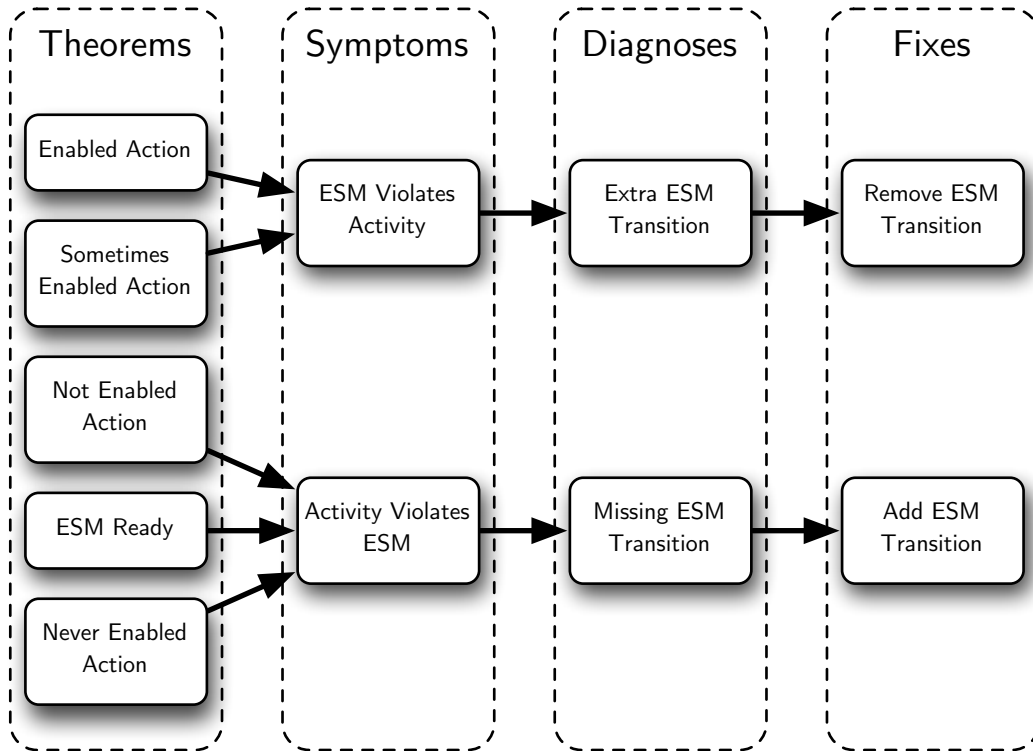 Theorems
Symptoms
Diagnoses
Fixes
Enabled Action
Sometimes
Enabled Action
Not Enabled
Action
ESM Ready
Never Enabled
Action
ESM Violates
Activity
Activity Violates
ESM
Extra ESM
Transition
Missing ESM
Transition
Remove ESM
Transition
Add ESM
Transition